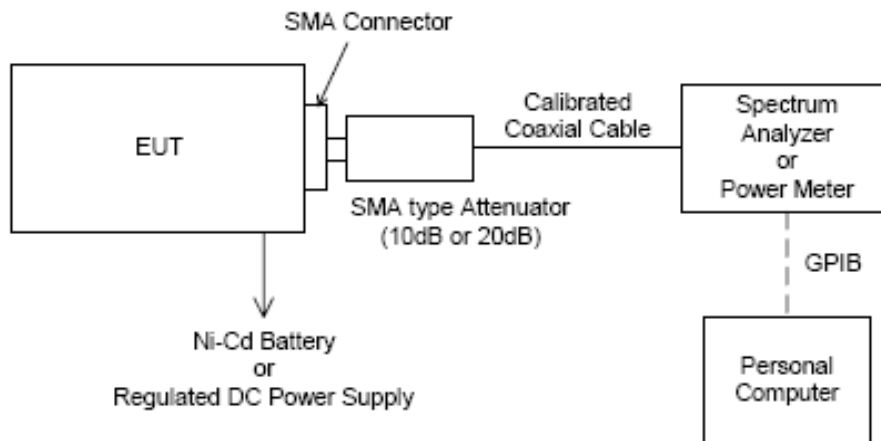 SMA Connector
EUT
Calibrated
Coaxial Cable
Spectrum
Analyzer
or
Power Meter
SMA type Attenuator
(10dB or 20dB)
GPIB
Ni-Cd Battery
or
Regulated DC Power Supply
Personal
Computer